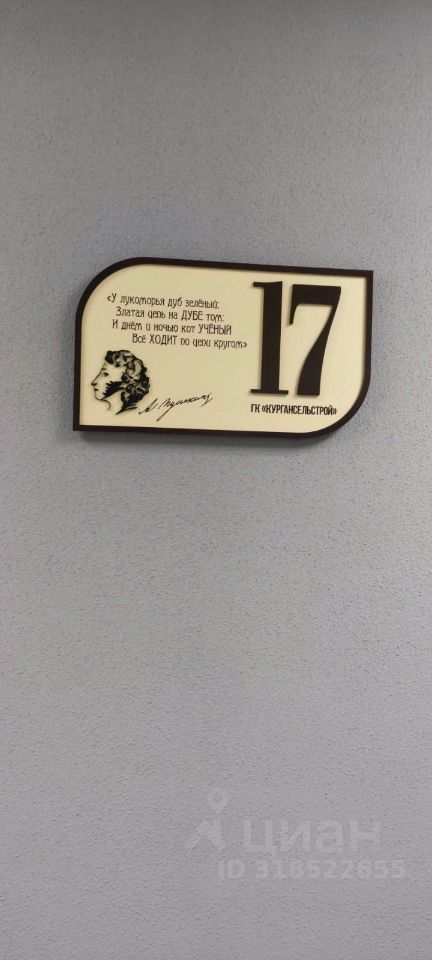 «У лукоморья дуб зелёный;
Златая цепь на ДУБЕ том:
И днём и ночью кот УЧЁНЫЙ
Всё ХОДИТ по цепи кругом»
А Пушкинъ
17
ГК «КУРГАНСЕЛЬСТРОЙ»
циан
ID 318522655